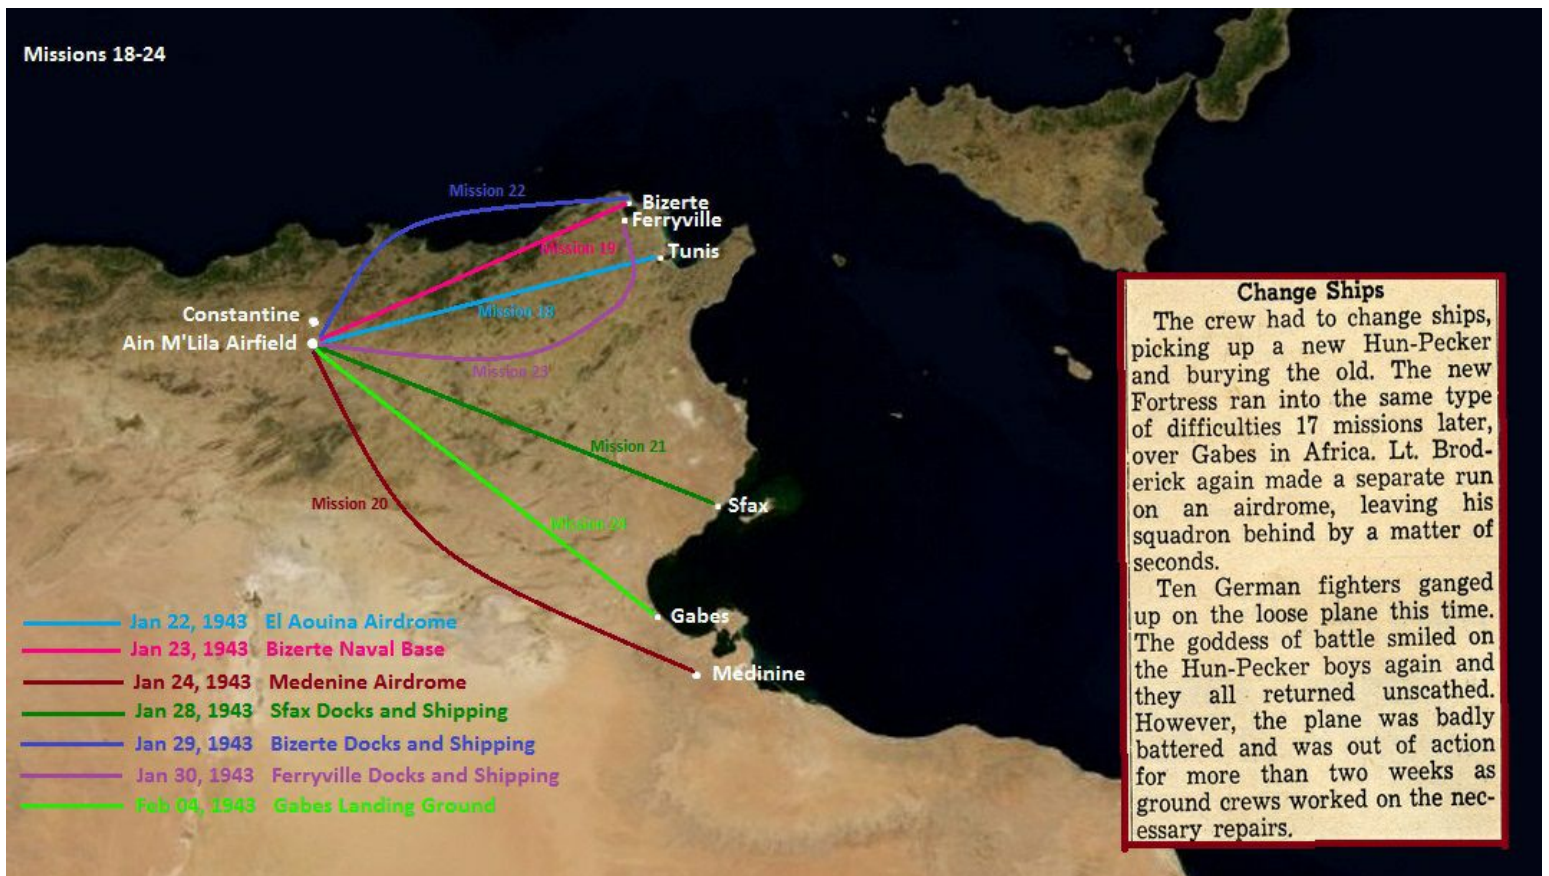 Missions 18-24
Mission 22
Bizerte
Ferryville
Mission 19
Tunis
Mission 18
Constantine
Ain M'Lila Airfield
Mission 23
Mission 21
Mission 20
Sfax
Mission 24
Gabes
Medinine
Jan 22, 1943 El Aouina Airdrome
Jan 23, 1943 Bizerte Naval Base
Jan 24, 1943 Medenine Airdrome
Jan 28, 1943 Sfax Docks and Shipping
Jan 29, 1943 Bizerte Docks and Shipping
Jan 30, 1943 Ferryville Docks and Shipping
Feb 04, 1943 Gabes Landing Ground
Change Ships
The crew had to change ships,
picking up a new Hun-Pecker
and burying the old. The new
Fortress ran into the same type
of difficulties 17 missions later,
over Gabes in Africa. Lt. Brod-
erick again made a separate run
on an airdrome, leaving his
squadron behind by a matter of
seconds.
Ten German fighters ganged
up on the loose plane this time.
The goddess of battle smiled on
the Hun-Pecker boys again and
they all returned unscathed.
However, the plane was badly
battered and was out of action
for more than two weeks as
ground crews worked on the nec-
essary repairs.